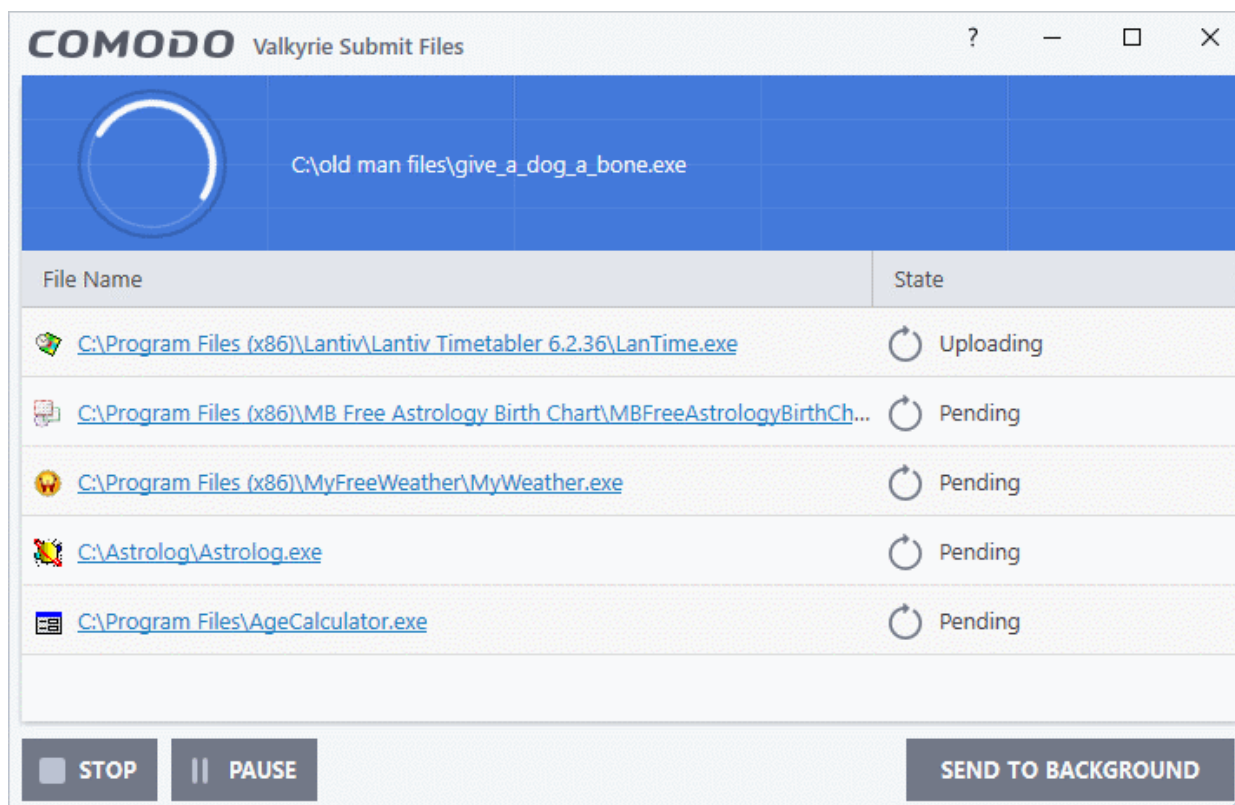 COMODO Valkyrie Submit Files ?
C:\old man files\give_a_dog_a_bone.exe
File Name State
C:\Program Files (x86)\Lantiv\Lantiv Timetabler 6.2.36\LanTime.exe Uploading
C:\Program Files (x86)\MB Free Astrology Birth Chart\MBFreeAstrologyBirthCh... Pending
C:\Program Files (x86)\MyFreeWeather\MyWeather.exe Pending
C:\Astrolog\Astrolog.exe Pending
C:\Program Files\AgeCalculator.exe Pending
STOP PAUSE SEND TO BACKGROUND